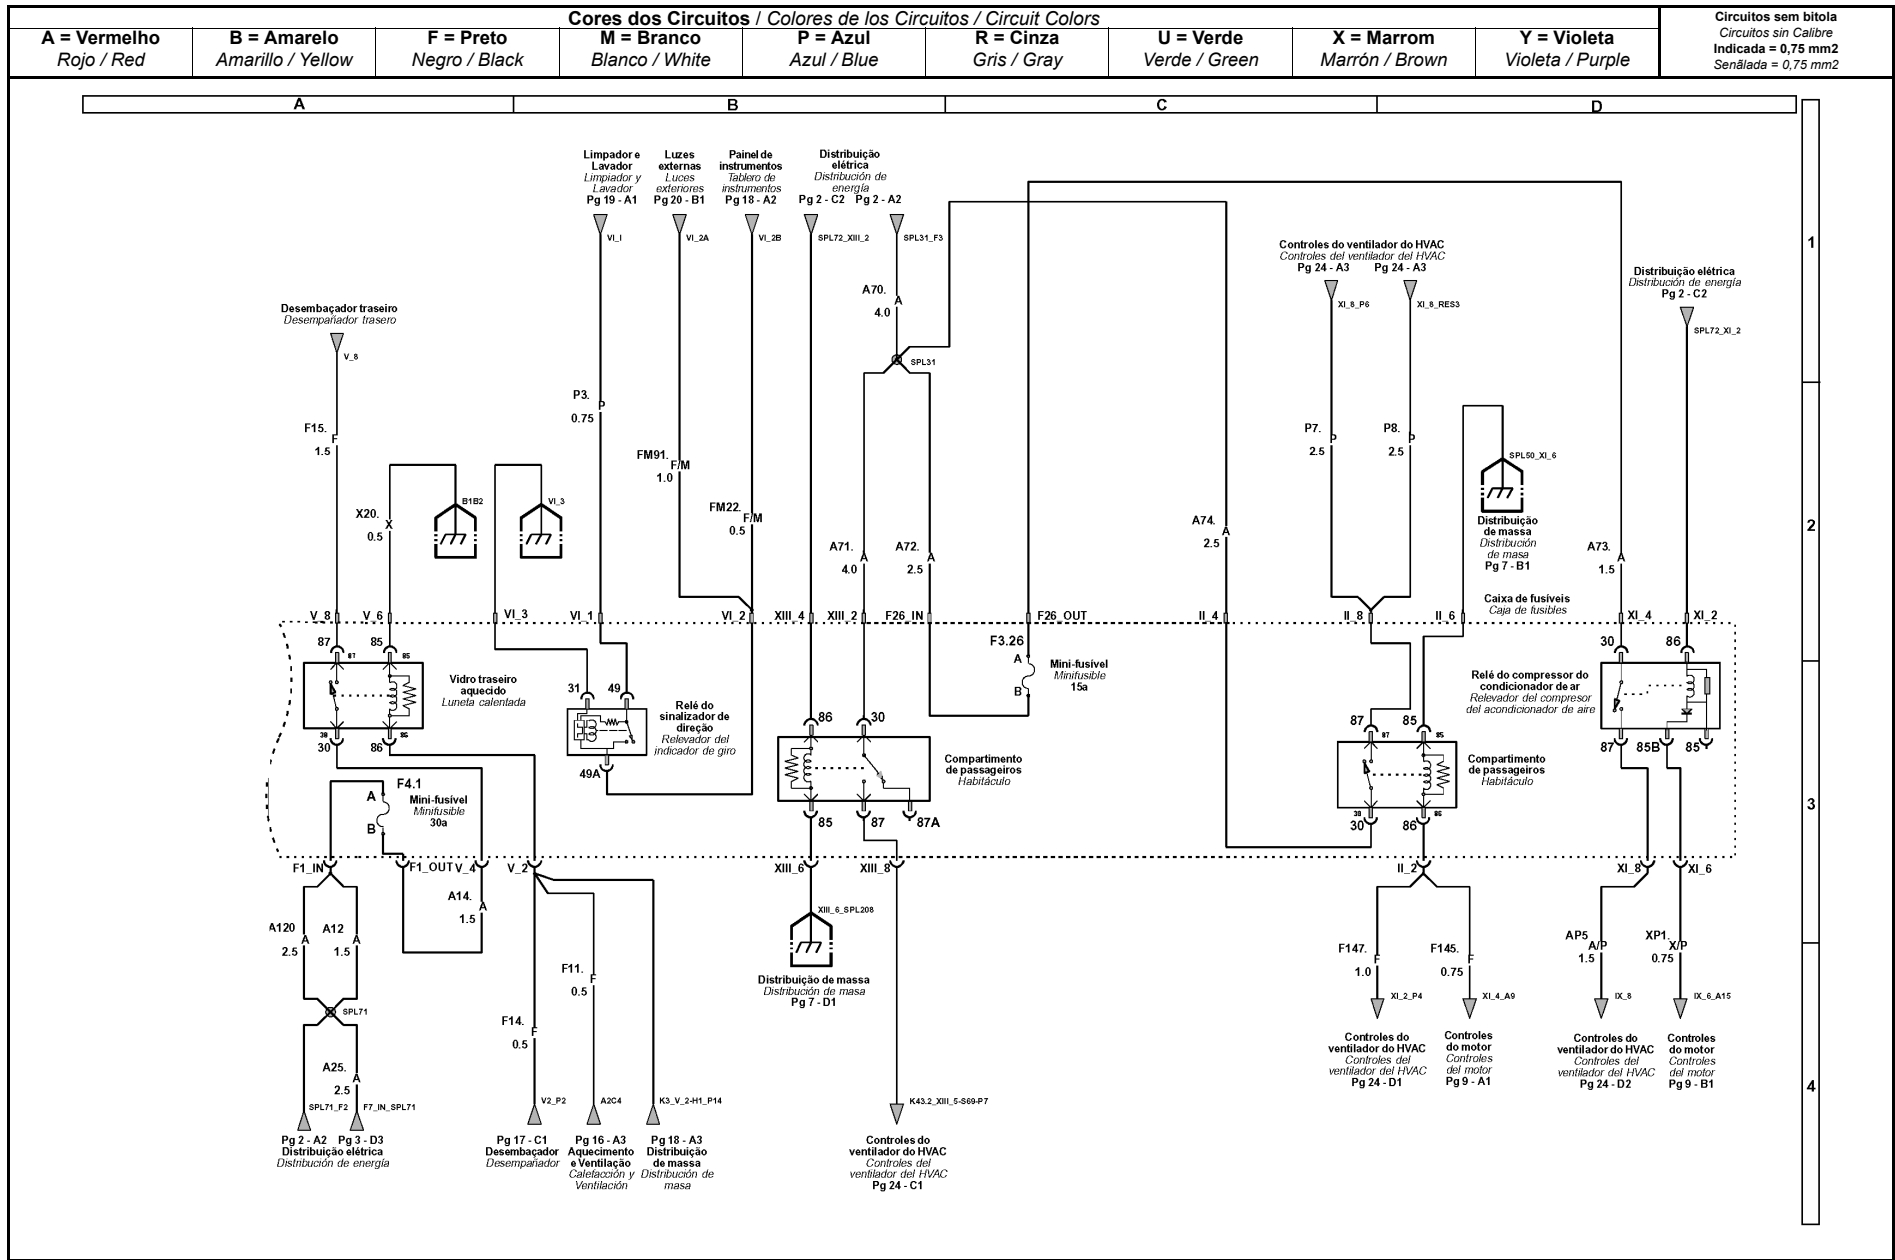 Cores dos Circuitos / Colores de los Circuitos / Circuit Colors
A = Vermelho
Rojo / Red
B = Amarelo
Amarillo / Yellow
F = Preto
Negro / Black
M = Branco
Blanco / White
P = Azul
Azul / Blue
R = Cinza
Gris / Gray
U = Verde
Verde / Green
X = Marrom
Marrón / Brown
Y = Violeta
Violeta / Purple
Circuitos sem bitola
Circuitos sin Calibre
Indicada = 0,75 mm2
Señãlada = 0,75 mm2
A
B
C
D
1
2
3
4
Limpador e
Lavador
Limpiador y
Lavador
Pg 19 - A1
VI_I
Luzes
externas
Luces
exteriores
Pg 20 - B1
VI_2A
Painel de
instrumentos
Tablero de
instrumentos
Pg 18 - A2
VI_2B
Distribuição
elétrica
Distribución de
energía
Pg 2 - C2 Pg 2 - A2
SPL72_XIII_2
SPL31_F3
Controles do ventilador do HVAC
Controles del ventilador del HVAC
Pg 24 - A3 Pg 24 - A3
XI_8_P6
XI_8_RES3
Distribuição elétrica
Distribución de energía
Pg 2 - C2
SPL72_XI_2
Desembaçador traseiro
Desempañador trasero
V_8
A70.
A
4.0
SPL31
P3.
P
0.75
F15.
F
1.5
FM91.
F/M
1.0
FM22.
F/M
0.5
P7.
P
2.5
P8.
P
2.5
SPL50_XI_6
Distribuição
de massa
Distribución
de masa
Pg 7 - B1
X20.
X
0.5
B1B2
VI_3
A71.
A
4.0
A72.
A
2.5
A74.
A
2.5
A73.
A
1.5
Caixa de fusíveis
Caja de fusibles
V_8
V_6
VI_3
VI_1
VI_2
XIII_4
XIII_2
F26_IN
F26_OUT
II_4
II_8
II_6
XI_4
XI_2
87
85
87
85
30
86
30
86
Vidro traseiro
aquecido
Luneta calentada
31
49
49A
Relé do
sinalizador de
direção
Relevador del
indicador de giro
F3.26
A
B
Mini-fusível
Minifusible
15a
86
30
85
87
87A
Compartimento
de passageiros
Habitáculo
87
85
87
85
30
86
30
86
Compartimento
de passageiros
Habitáculo
Relé do compressor do
condicionador de ar
Relevador del compresor
del acondicionador de aire
30
86
87
85B
85
F4.1
A
B
Mini-fusível
Minifusible
30a
F1_IN
F1_OUT
V_4
V_2
XIII_6
XIII_8
II_2
XI_8
XI_6
A14.
A
1.5
A120
A
2.5
A12
A
1.5
SPL71
A25.
A
2.5
SPL71_F2
F7_IN_SPL71
Pg 2 - A2 Pg 3 - D3
Distribuição elétrica
Distribución de energía
F14.
F
0.5
F11.
F
0.5
V2_P2
A2C4
K3_V_2-H1_P14
Pg 17 - C1
Desembaçador
Desempañador
Pg 16 - A3
Aquecimento
e Ventilação
Calefacción y
Ventilación
Pg 18 - A3
Distribuição
de massa
Distribución de
masa
XIII_6_SPL208
Distribuição de massa
Distribución de masa
Pg 7 - D1
K43.2_XIII_5-S69-P7
Controles do
ventilador do HVAC
Controles del
ventilador del HVAC
Pg 24 - C1
F147.
F
1.0
F145.
F
0.75
XI_2_P4
XI_4_A9
Controles do
ventilador do HVAC
Controles del
ventilador del HVAC
Pg 24 - D1
Controles
do motor
Controles
del motor
Pg 9 - A1
AP5
A/P
1.5
XP1.
X/P
0.75
IX_8
IX_6_A15
Controles do
ventilador do HVAC
Controles del
ventilador del HVAC
Pg 24 - D2
Controles
do motor
Controles
del motor
Pg 9 - B1